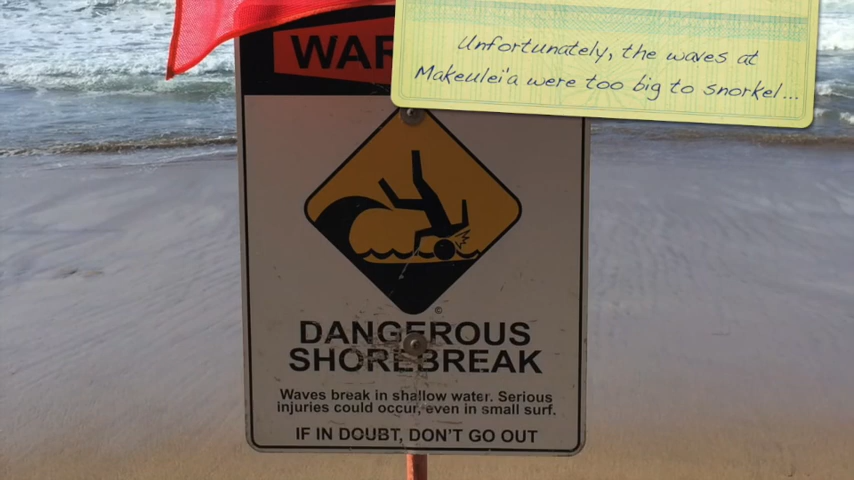 Unfortunately, the waves at
Makeulei'a were too big to snorkel...
WAR
DANGEROUS
SHOREBREAK
Waves break in shallow water. Serious
injuries could occur, even in small surf.
IF IN DOUBT, DON'T GO OUT